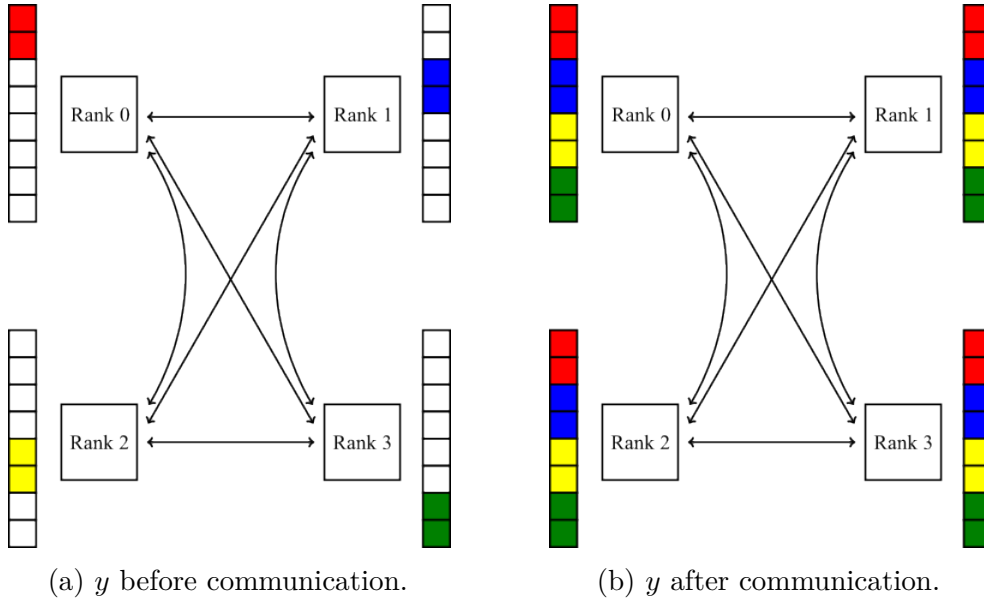 Rank 0
Rank 1
Rank 2
Rank 3
(a) y before communication.
Rank 0
Rank 1
Rank 2
Rank 3
(b) y after communication.